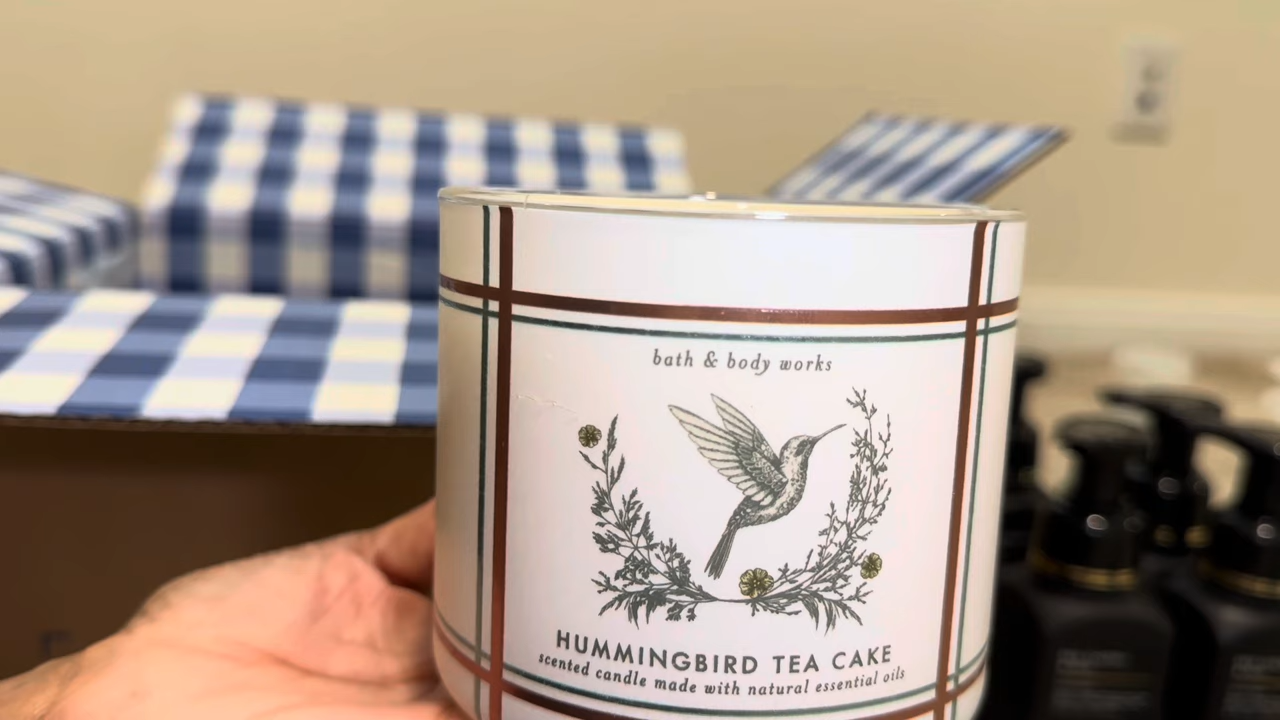 bath & body works
HUMMINGBIRD TEA CAKE
scented candle made with natural essential oils